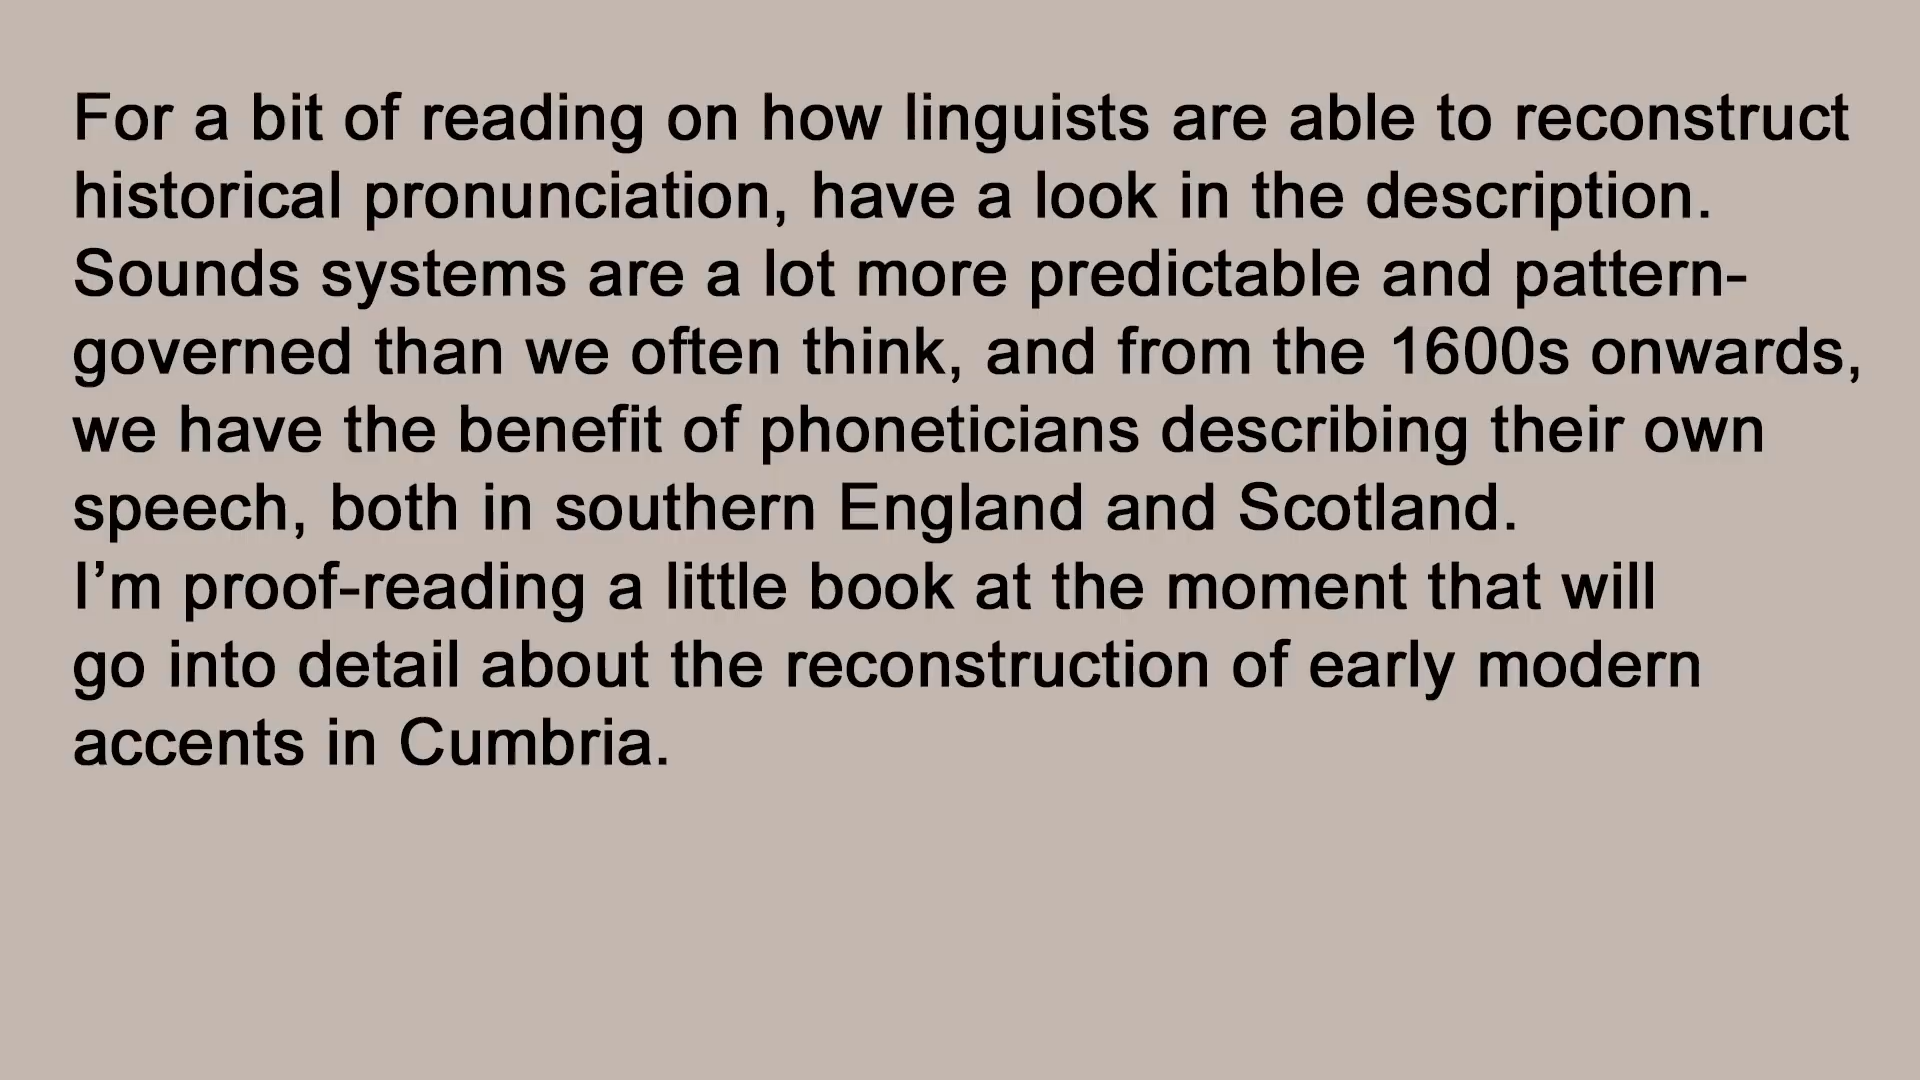 For a bit of reading on how linguists are able to reconstruct
historical pronunciation, have a look in the description.
Sounds systems are a lot more predictable and pattern-
governed than we often think, and from the 1600s onwards,
we have the benefit of phoneticians describing their own
speech, both in southern England and Scotland.
I’m proof-reading a little book at the moment that will
go into detail about the reconstruction of early modern
accents in Cumbria.